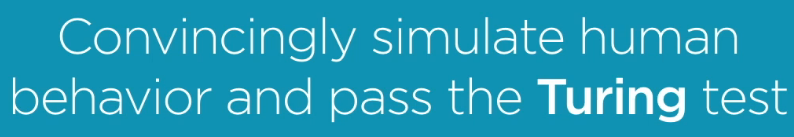 Convincingly simulate human
behavior and pass the Turing test